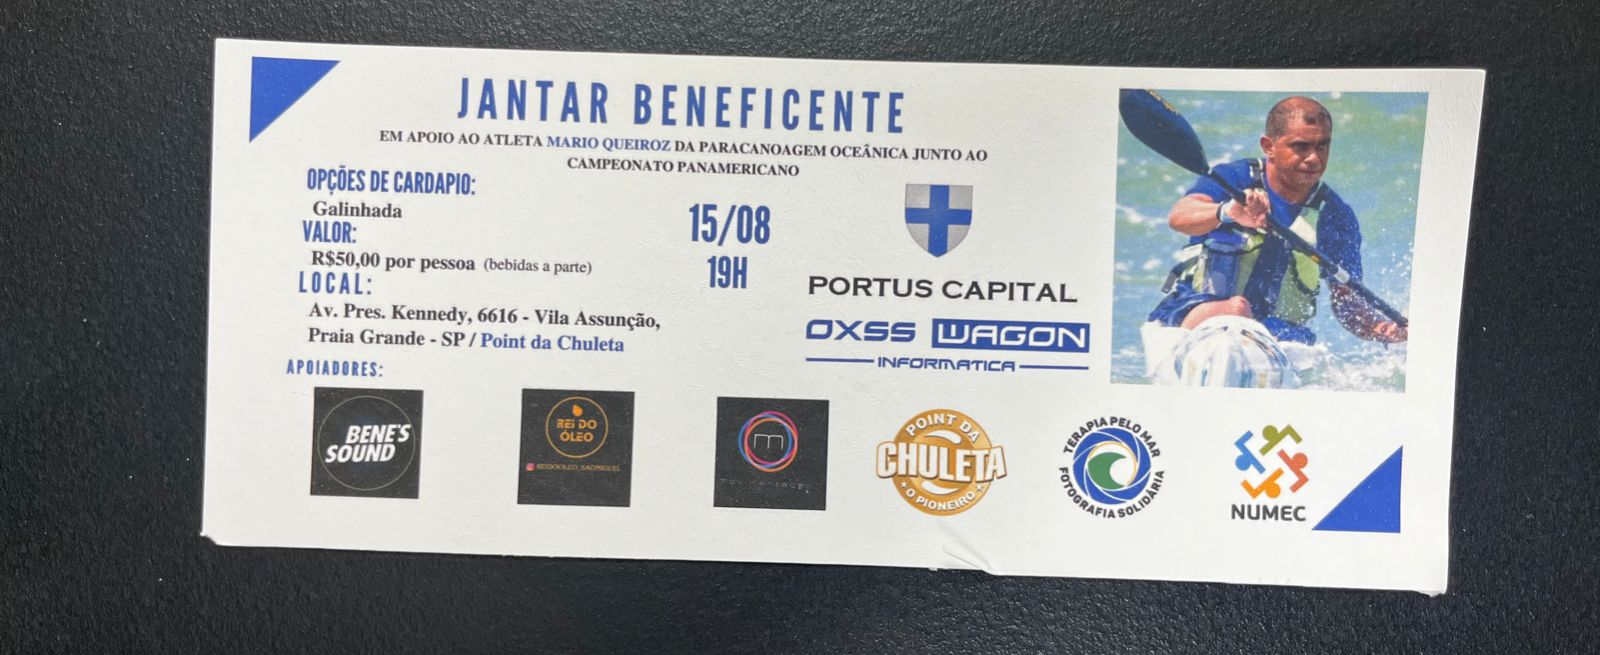 JANTAR BENEFICENTE
EM APOIO AO ATLETA MARIO QUEIROZ DA PARACANOAGEM OCEÂNICA JUNTO AO
CAMPEONATO PANAMERICANO
OPÇÕES DE CARDAPIO:
Galinhada
VALOR:
R$50,00 por pessoa (bebidas a parte)
LOCAL:
Av. Pres. Kennedy, 6616 - Vila Assunção,
Praia Grande - SP / Point da Chuleta
15/08
19H
PORTUS CAPITAL
OXSS WAGON
INFORMATICA
APOIADORES:
BENE'S
SOUND
REI DO
ÓLEO
POINT DA
CHULETA
O PIONEIRO
TERAPIA PELO MAR
FOTOGRAFIA SOLIDÁRIA
NUMEC